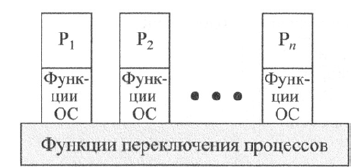 P1 P2 Pn
Функ- Функ- Функ-
ции ции ции
ОС ОС • • • ОС
Функции переключения процессов